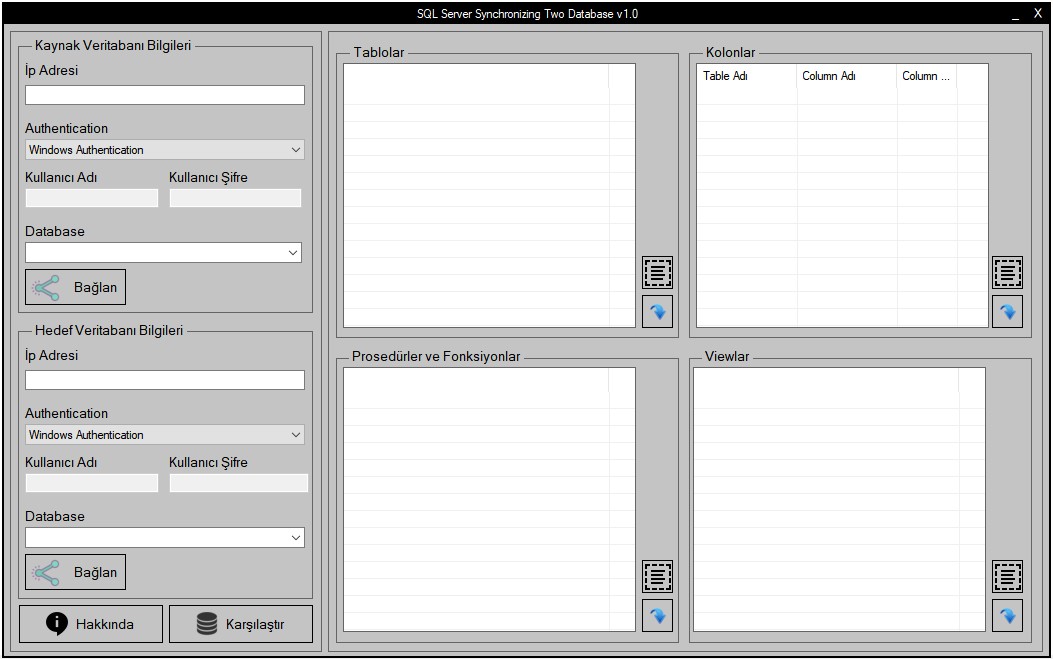 SQL Server Synchronizing Two Database v1.0
_ X
Kaynak Veritabanı Bilgileri
İp Adresi
Authentication
Windows Authentication
Kullanıcı Adı
Kullanıcı Şifre
Database
Bağlan
Hedef Veritabanı Bilgileri
İp Adresi
Authentication
Windows Authentication
Kullanıcı Adı
Kullanıcı Şifre
Database
Bağlan
Hakkında
Karşılaştır
Tablolar
Kolonlar
Table Adı
Column Adı
Column ...
Prosedürler ve Fonksiyonlar
Viewlar